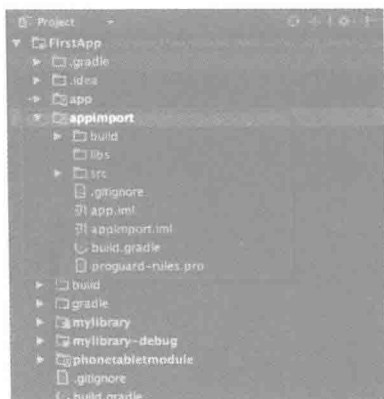 Project
FirstApp
.gradle
.idea
app
appimport
build
libs
src
.gitignore
app.iml
appimport.iml
build.gradle
proguard-rules.pro
build
gradle
mylibrary
mylibrary-debug
phonetabletmodule
.gitignore
build.gradle